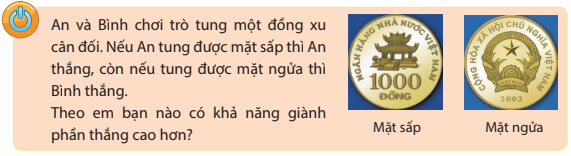 An và Bình chơi trò tung một đồng xu
cân đối. Nếu An tung được mặt sấp thì An
thắng, còn nếu tung được mặt ngửa thì
Bình thắng.
Theo em bạn nào có khả năng giành
phần thắng cao hơn?
NGÂN HÀNG NHÀ NƯỚC VIỆT NAM
1000
ĐỒNG
Mặt sấp
CỘNG HÒA XÃ HỘI CHỦ NGHĨA VIỆT NAM
2003
Mặt ngửa